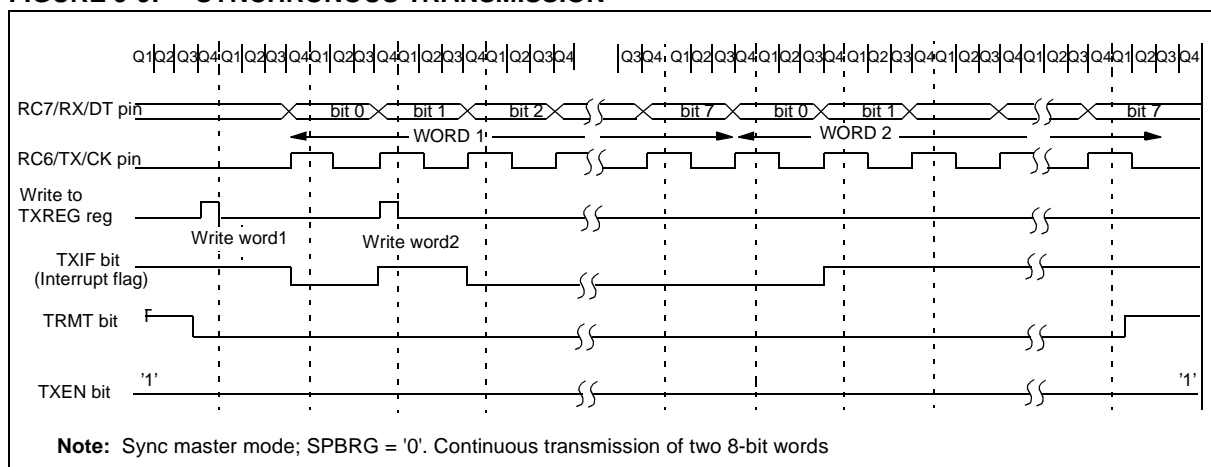 FIGURE SYNCHRONOUS TRANSMISSION
Q1 Q2 Q3 Q4 Q1 Q2 Q3 Q4 Q1 Q2 Q3 Q4 Q1 Q2 Q3 Q4 Q1 Q2 Q3 Q4 Q3 Q4 Q1 Q2 Q3 Q4 Q1 Q2 Q3 Q4 Q1 Q2 Q3 Q4 Q1 Q2 Q3 Q4 Q1 Q2 Q3 Q4 Q1 Q2 Q3 Q4
RC7/RX/DT pin bit 0 bit 1 bit 2 bit 7 bit 0 bit 1 bit 7
WORD 1 WORD 2
RC6/TX/CK pin
Write to
TXREG reg
Write word1 Write word2
TXIF bit
(Interrupt flag)
TRMT bit
'1' '1'
TXEN bit
Note: Sync master mode; SPBRG = '0'. Continuous transmission of two 8-bit words